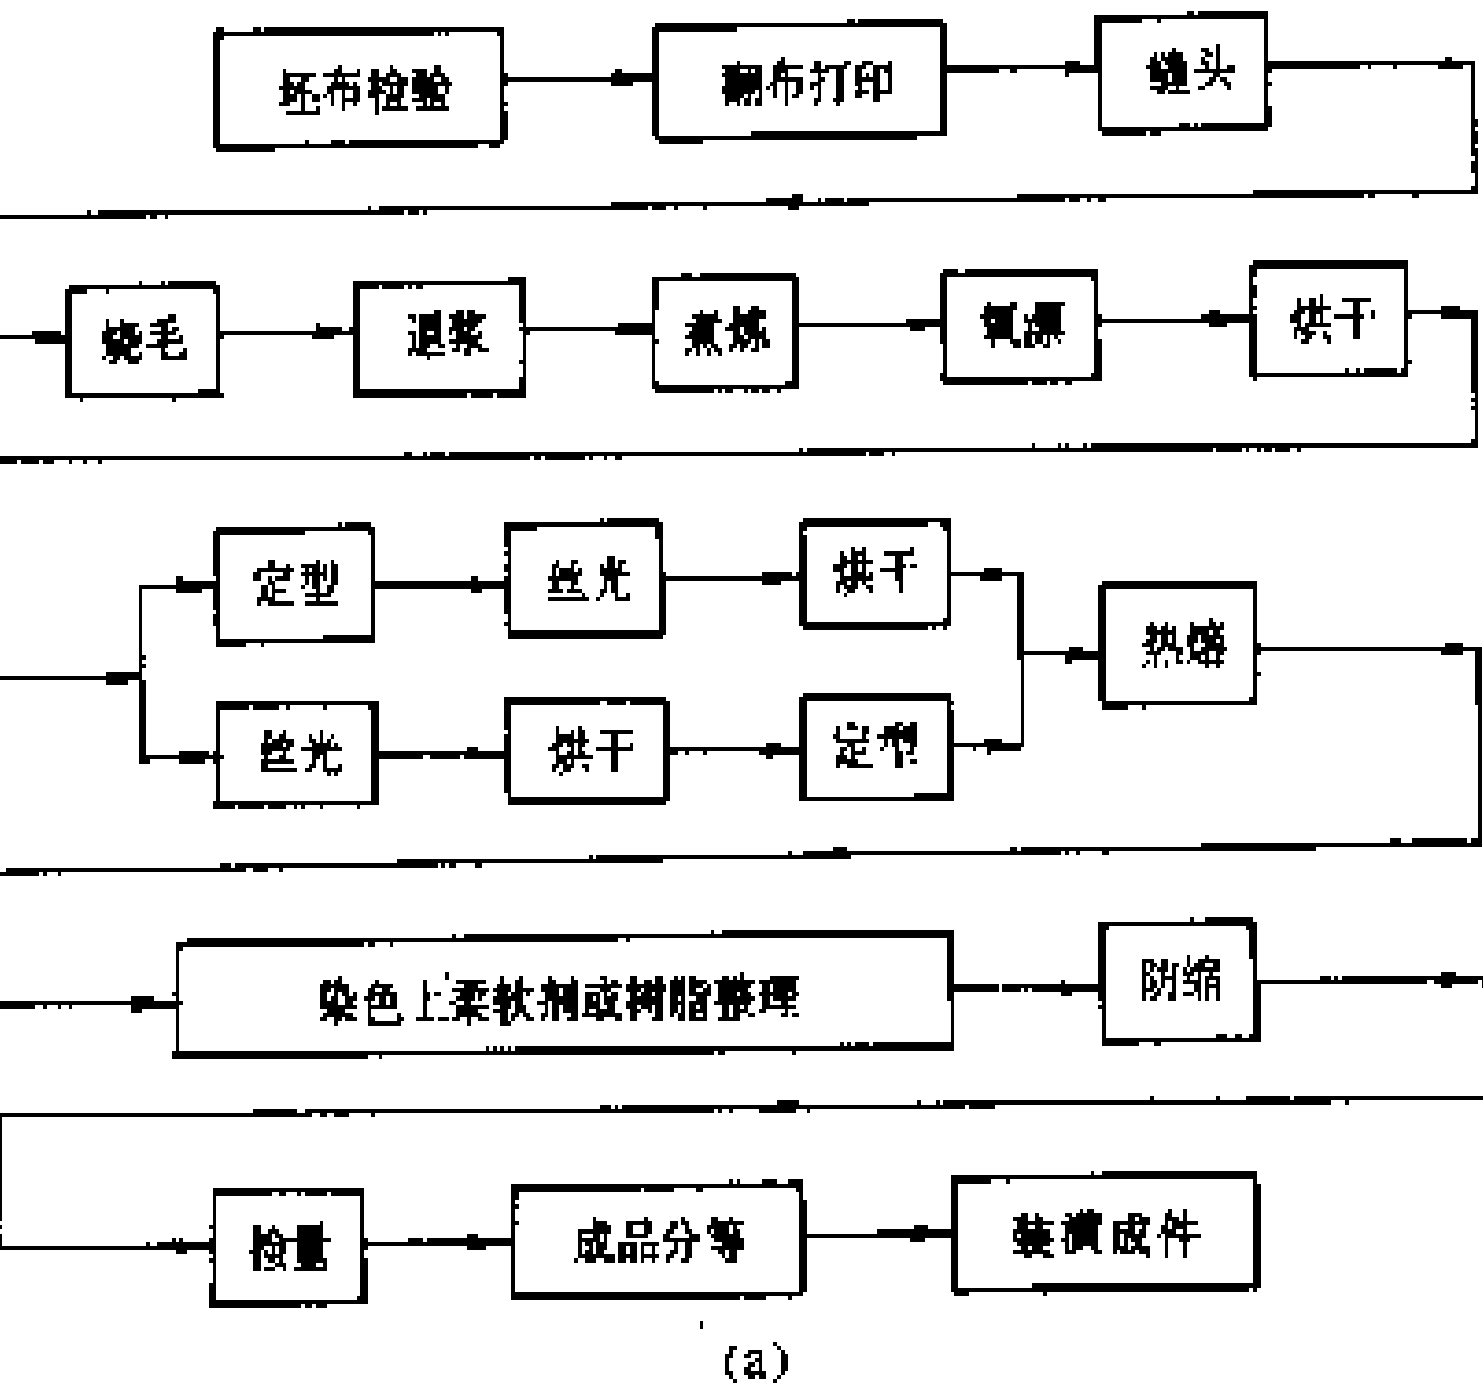 坯布检验 翻布打印 缝头
烧毛 退浆 煮炼 氧漂 烘干
定型 丝光 烘干
热熔
丝光 烘干 定型
染色上柔软剂或树脂整理 防缩
检量 成品分等 装潢成件
(a)